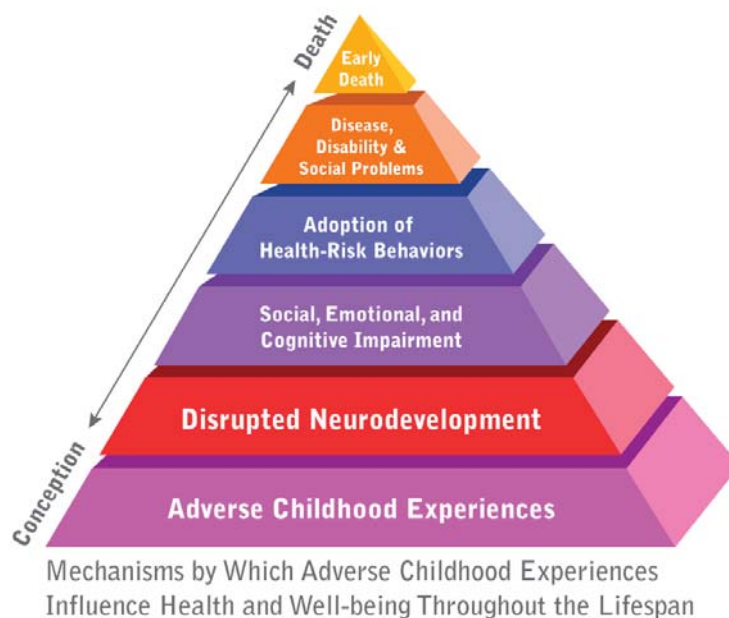 Death
Early
Death
Disease,
Disability &
Social Problems
Adoption of
Health-Risk Behaviors
Social, Emotional, and
Cognitive Impairment
Disrupted Neurodevelopment
Adverse Childhood Experiences
Conception
Mechanisms by Which Adverse Childhood Experiences
Influence Health and Well-being Throughout the Lifespan